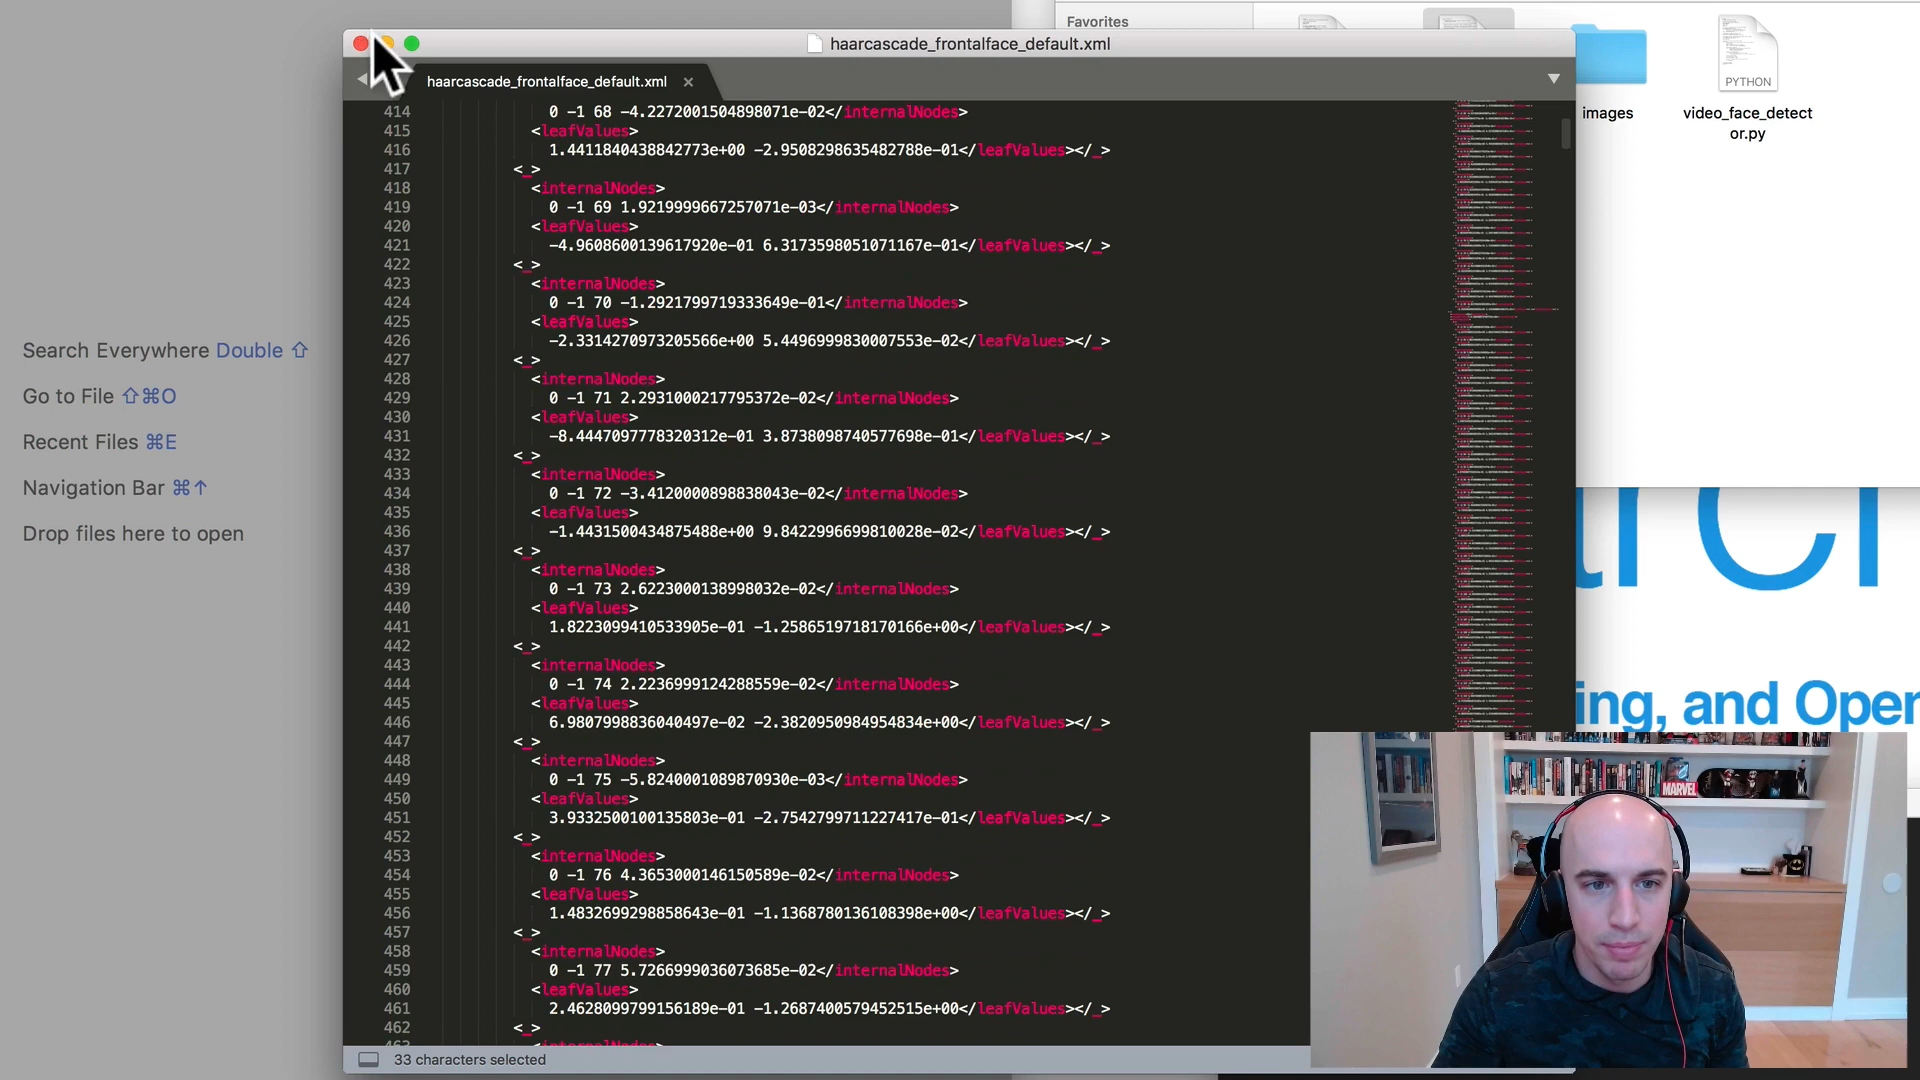 Favorites
haarcascade_frontalface_default.xml
haarcascade_frontalface_default.xml
414 0 -1 68 -4.2272001504898071e-02</internalNodes>
415 <leafValues>
416 1.4411840438842773e+00 -2.9508298635482788e-01</leafValues></_>
417 <_>
418 <internalNodes>
419 0 -1 69 1.9219999667257071e-03</internalNodes>
420 <leafValues>
421 -4.9608600139617920e-01 6.3173598051071167e-01</leafValues></_>
422 <_>
423 <internalNodes>
424 0 -1 70 -1.2921799719333649e-01</internalNodes>
425 <leafValues>
426 -2.3314270973205566e+00 5.4496999830007553e-02</leafValues></_>
427 <_>
428 <internalNodes>
429 0 -1 71 2.2931000217795372e-02</internalNodes>
430 <leafValues>
431 -8.4447097778320312e-01 3.8738098740577698e-01</leafValues></_>
432 <_>
433 <internalNodes>
434 0 -1 72 -3.4120000898838043e-02</internalNodes>
435 <leafValues>
436 -1.4431500434875488e+00 9.8422996699810028e-02</leafValues></_>
437 <_>
438 <internalNodes>
439 0 -1 73 2.6223000138998032e-02</internalNodes>
440 <leafValues>
441 1.8223099410533905e-01 -1.2586519718170166e+00</leafValues></_>
442 <_>
443 <internalNodes>
444 0 -1 74 2.2236999124288559e-02</internalNodes>
445 <leafValues>
446 6.9807998836040497e-02 -2.3820950984954834e+00</leafValues></_>
447 <_>
448 <internalNodes>
449 0 -1 75 -5.8240001089870930e-03</internalNodes>
450 <leafValues>
451 3.9332500100135803e-01 -2.7542799711227417e-01</leafValues></_>
452 <_>
453 <internalNodes>
454 0 -1 76 4.3653000146150589e-02</internalNodes>
455 <leafValues>
456 1.4832699298858643e-01 -1.1368780136108398e+00</leafValues></_>
457 <_>
458 <internalNodes>
459 0 -1 77 5.7266999036073685e-02</internalNodes>
460 <leafValues>
461 2.4628099799156189e-01 -1.2687400579452515e+00</leafValues></_>
462 <_>
33 characters selected
Search Everywhere Double ⇧
Go to File ⇧⌘O
Recent Files ⌘E
Navigation Bar ⌘↑
Drop files here to open
images
PYTHON
video_face_detect
or.py
ing, and Open
MARVEL